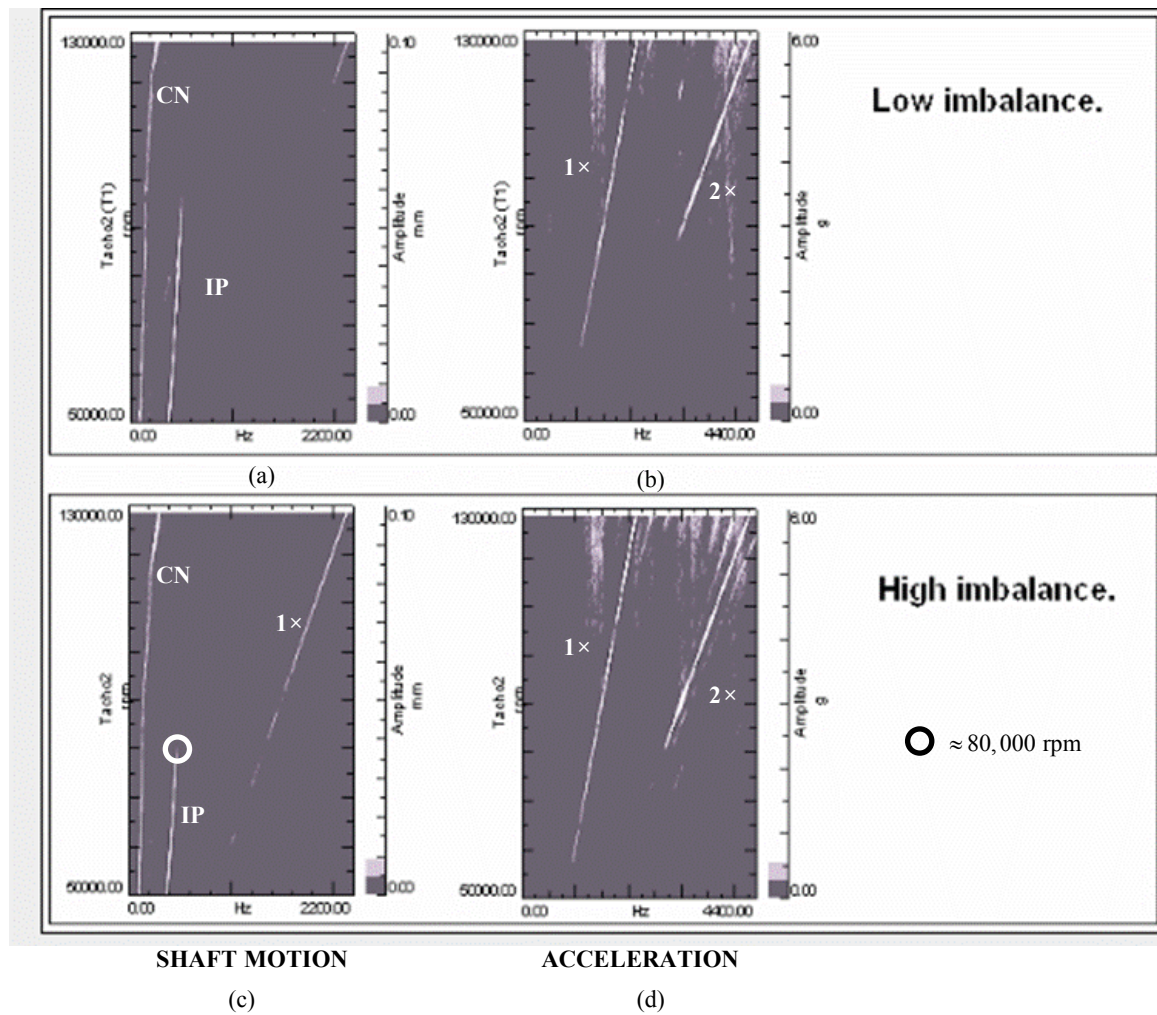 130000.00
0.10
CN
IP
Tacho2 (T1)
rpm
Amplitude
mm
50000.00
0.00
0.00 Hz 2200.00
(a)
130000.00
6.00
1×
2×
Tacho2 (T1)
rpm
Amplitude
g
50000.00
0.00
0.00 Hz 4400.00
(b)
Low imbalance.
130000.00
0.10
CN
1×
IP
Tacho2
rpm
Amplitude
mm
50000.00
0.00
0.00 Hz 2200.00
SHAFT MOTION
(c)
130000.00
6.00
1×
2×
Tacho2
rpm
Amplitude
g
50000.00
0.00
0.00 Hz 4400.00
ACCELERATION
(d)
High imbalance.
≈ 80,000 rpm